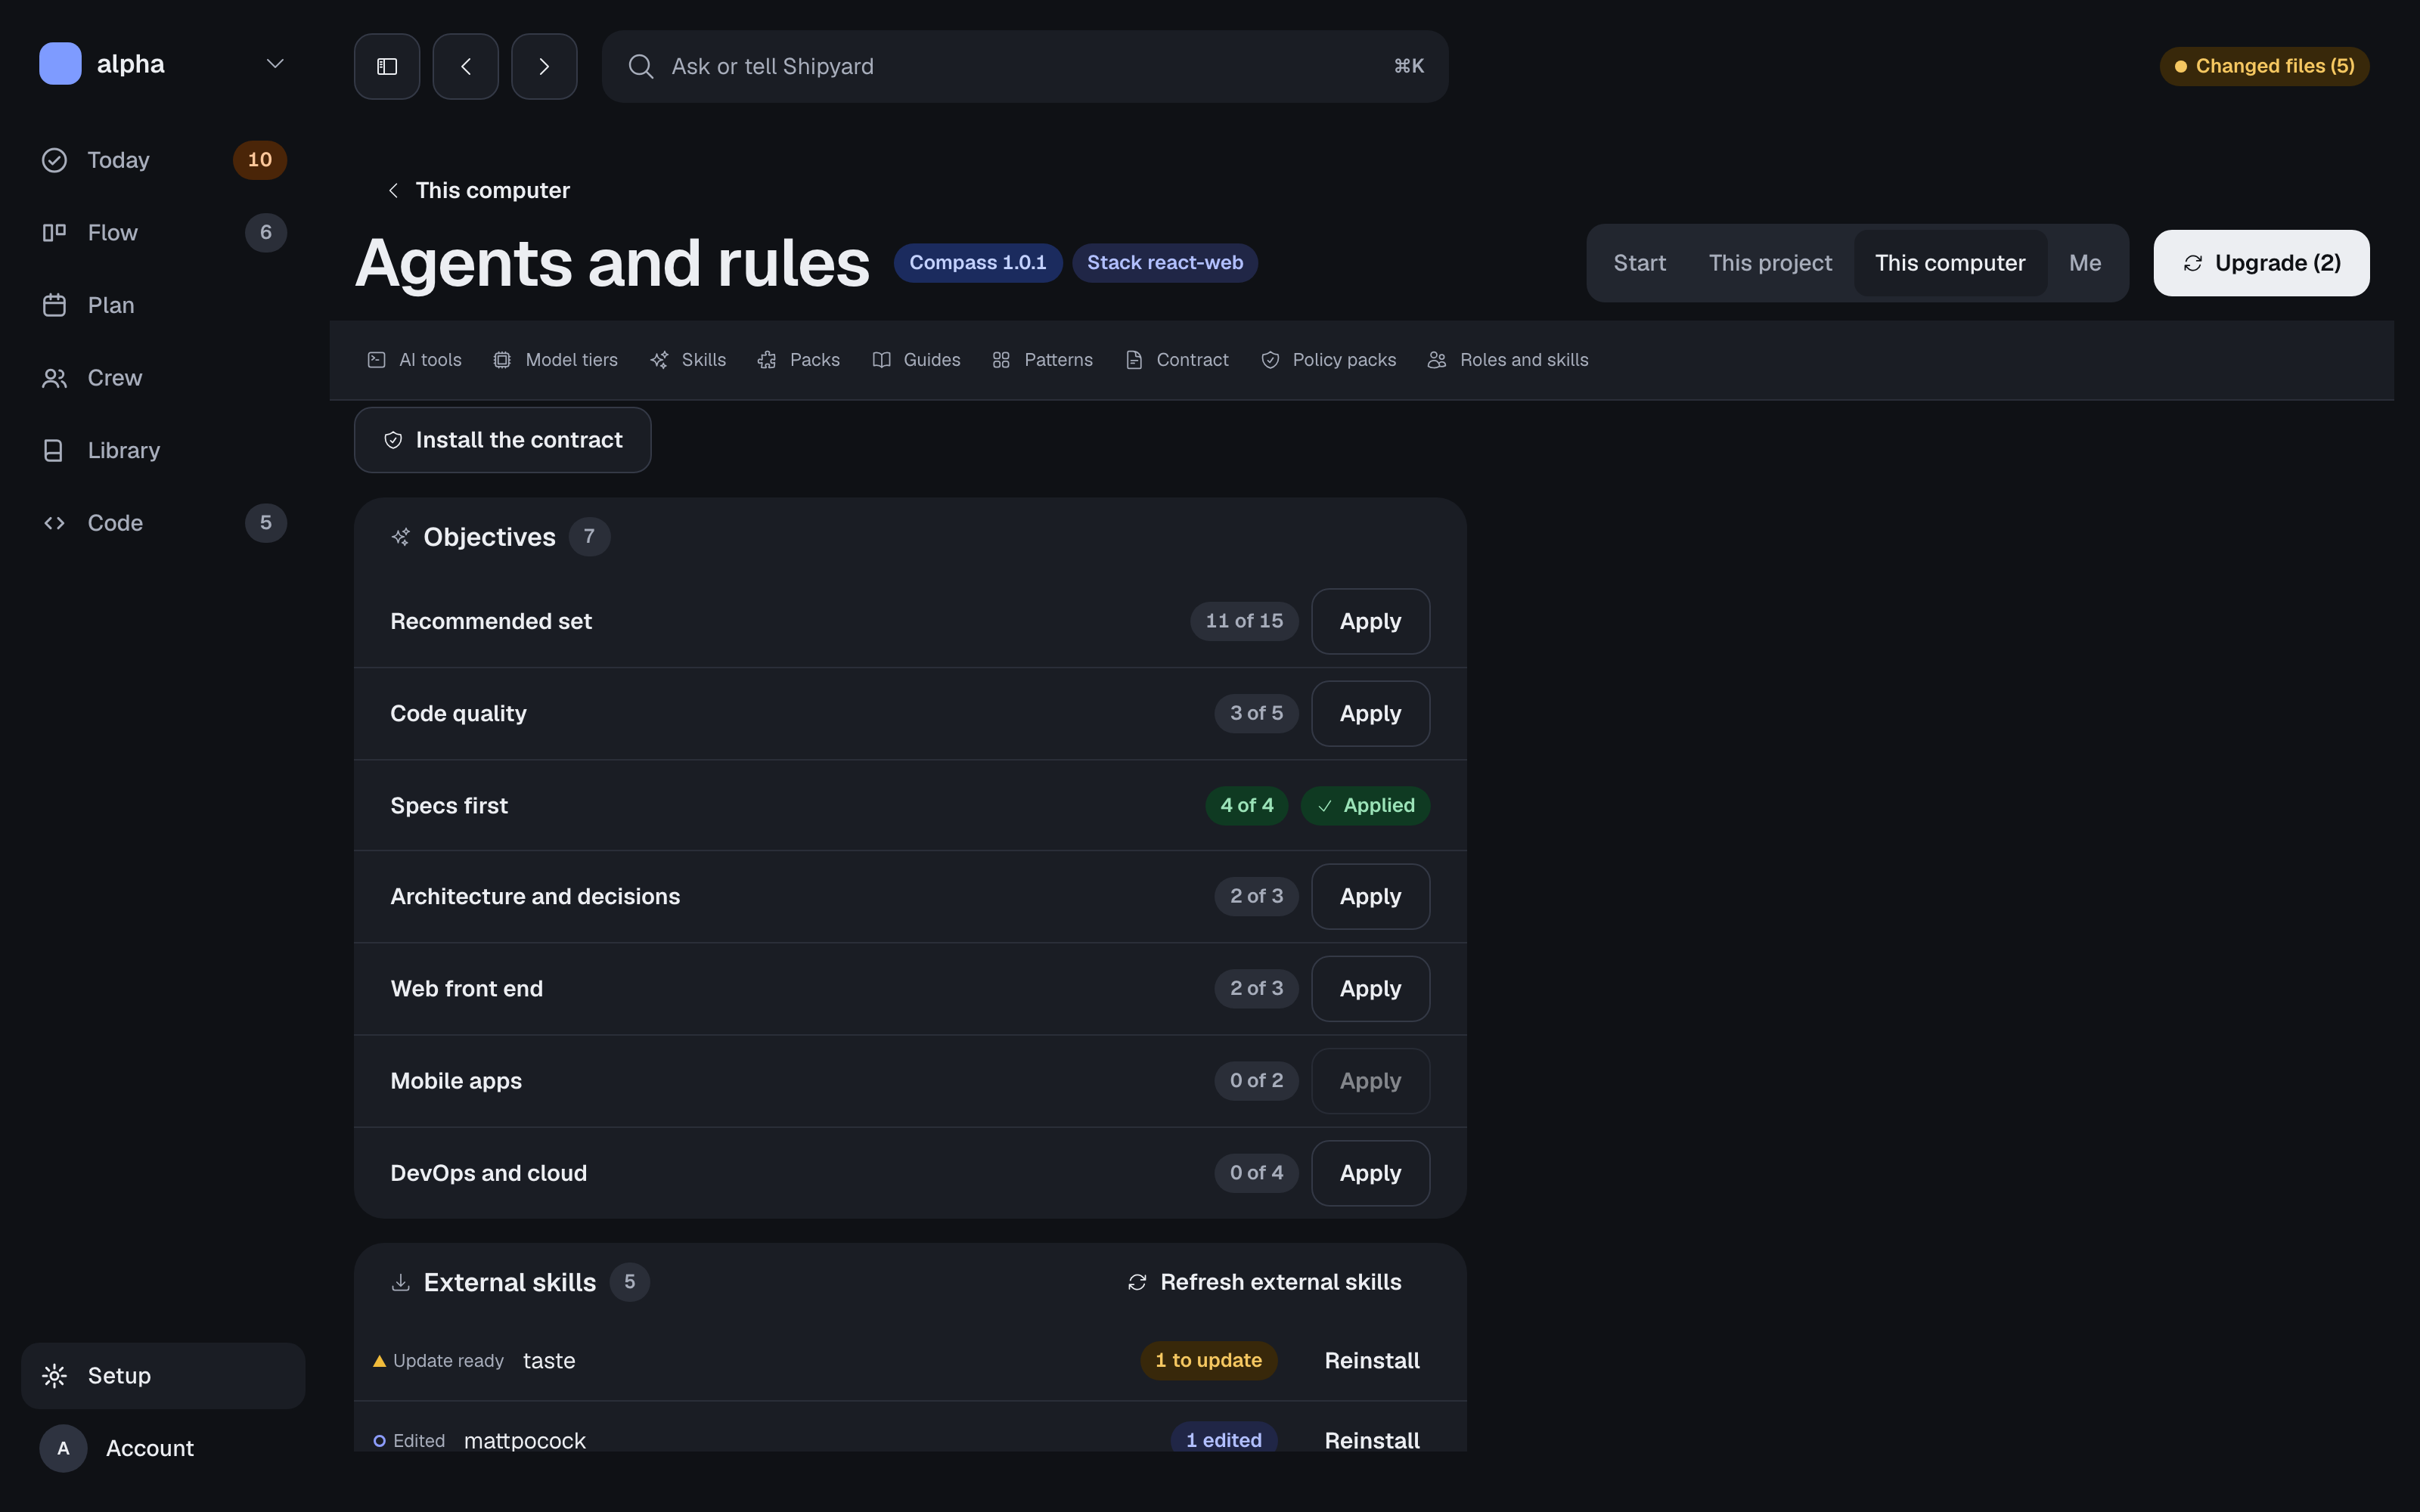 alpha
Ask or tell Shipyard ⌘K
Changed files (5)
Today 10
Flow 6
Plan
Crew
Library
Code 5
Setup
A Account
This computer
Agents and rules Compass 1.0.1 Stack react-web
Start This project This computer Me Upgrade (2)
AI tools Model tiers Skills Packs Guides Patterns Contract Policy packs Roles and skills
Install the contract
Objectives 7
Recommended set 11 of 15 Apply
Code quality 3 of 5 Apply
Specs first 4 of 4 Applied
Architecture and decisions 2 of 3 Apply
Web front end 2 of 3 Apply
Mobile apps 0 of 2 Apply
DevOps and cloud 0 of 4 Apply
External skills 5 Refresh external skills
Update ready taste 1 to update Reinstall
Edited mattpocock 1 edited Reinstall